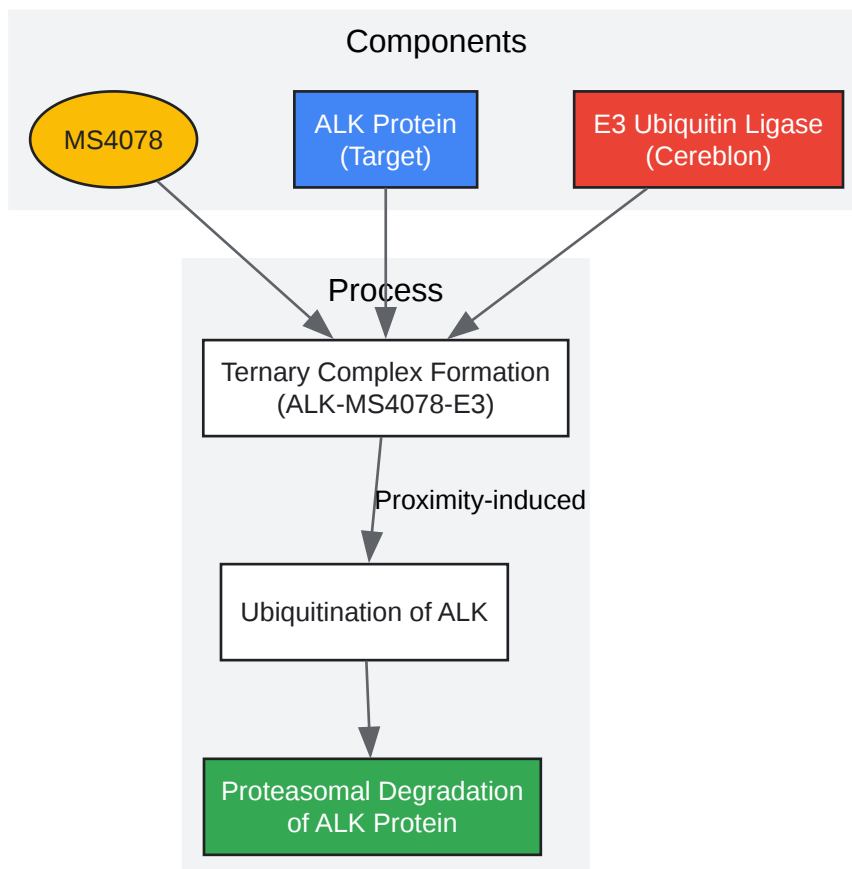 Components
MS4078
ALK Protein
(Target)
E3 Ubiquitin Ligase
(Cereblon)
Process
Ternary Complex Formation
(ALK-MS4078-E3)
Proximity-induced
Ubiquitination of ALK
Proteasomal Degradation
of ALK Protein